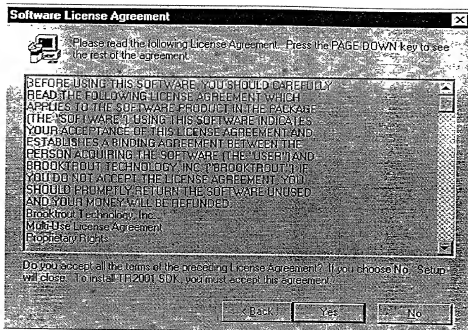 Software License Agreement
Please read the following License Agreement. Press the PAGE DOWN key to see
the rest of the agreement.
BEFORE USING THIS SOFTWARE, YOU SHOULD CAREFULLY
READ THE FOLLOWING LICENSE AGREEMENT WHICH
APPLIES TO THE SOFTWARE PRODUCT IN THE PACKAGE
(THE "SOFTWARE"). USING THIS SOFTWARE INDICATES
YOUR ACCEPTANCE OF THIS LICENSE AGREEMENT AND
ESTABLISHES A BINDING AGREEMENT BETWEEN THE
PERSON ACQUIRING THE SOFTWARE (THE "USER") AND
BROOKTROUT TECHNOLOGY, INC. ("BROOKTROUT"). IF
YOU DO NOT ACCEPT THE LICENSE AGREEMENT, YOU
SHOULD PROMPTLY RETURN THE SOFTWARE UNUSED
AND YOUR MONEY WILL BE REFUNDED.
Brooktrout Technology, Inc.
Multi-Use License Agreement
Proprietary Rights
Do you accept all the terms of the preceding License Agreement? If you choose No, Setup
will close. To install TR2001 SDK, you must accept this agreement.
< Back
Yes
No